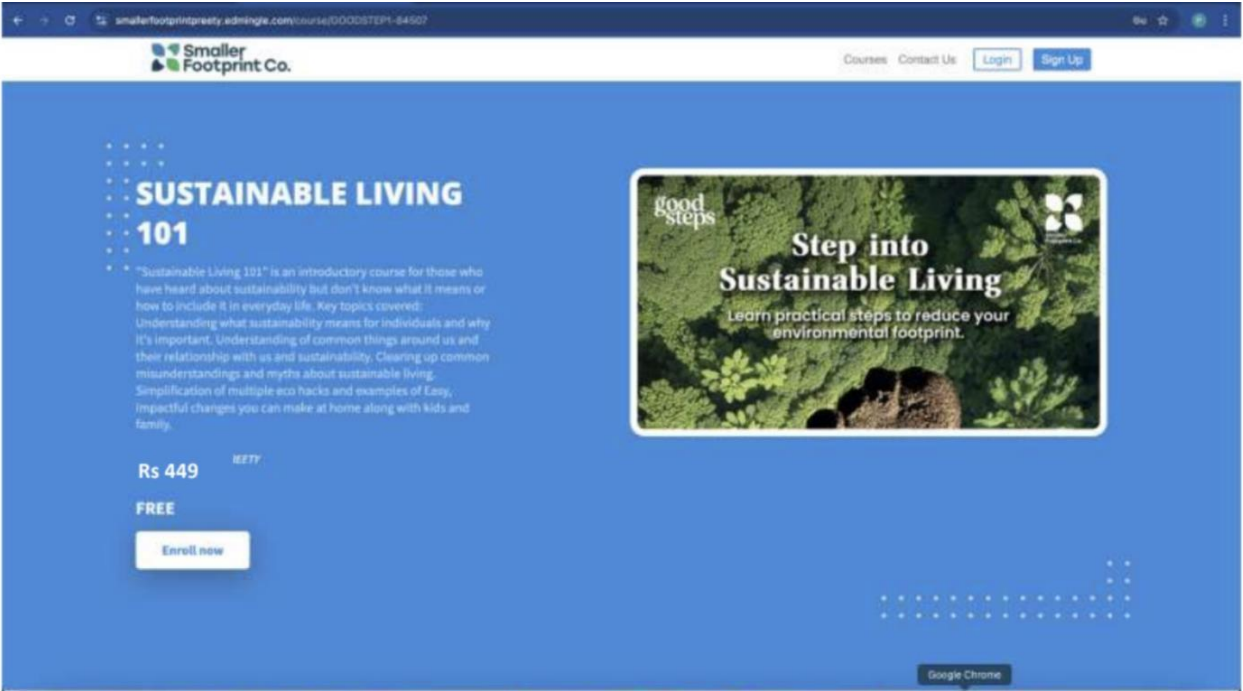 smallerfootprintpreety.edmingle.com/course/GOODSTEP1-84507
Smaller
Footprint Co.
Courses Contact Us Login Sign Up
SUSTAINABLE LIVING
101
"Sustainable Living 101" is an introductory course for those who
have heard about sustainability but don't know what it means or
how to include it in everyday life. Key topics covered:
Understanding what sustainability means for individuals and why
it's important. Understanding of common things around us and
their relationship with us and sustainability. Clearing up common
misunderstandings and myths about sustainable living.
Simplification of multiple eco hacks and examples of Easy,
Impactful changes you can make at home along with kids and
family.
Rs 449
EETY
FREE
Enroll now
good
steps
Step into
Sustainable Living
Learn practical steps to reduce your
environmental footprint.
Google Chrome